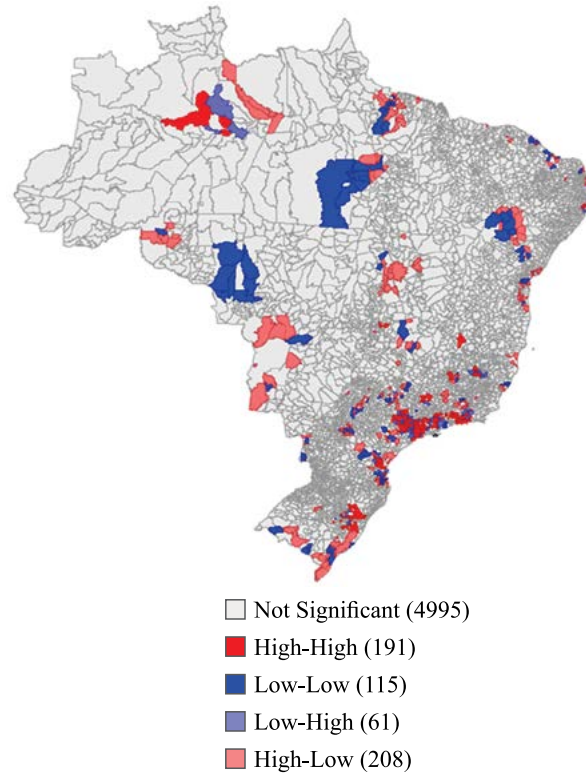 Not Significant (4995)
High-High (191)
Low-Low (115)
Low-High (61)
High-Low (208)